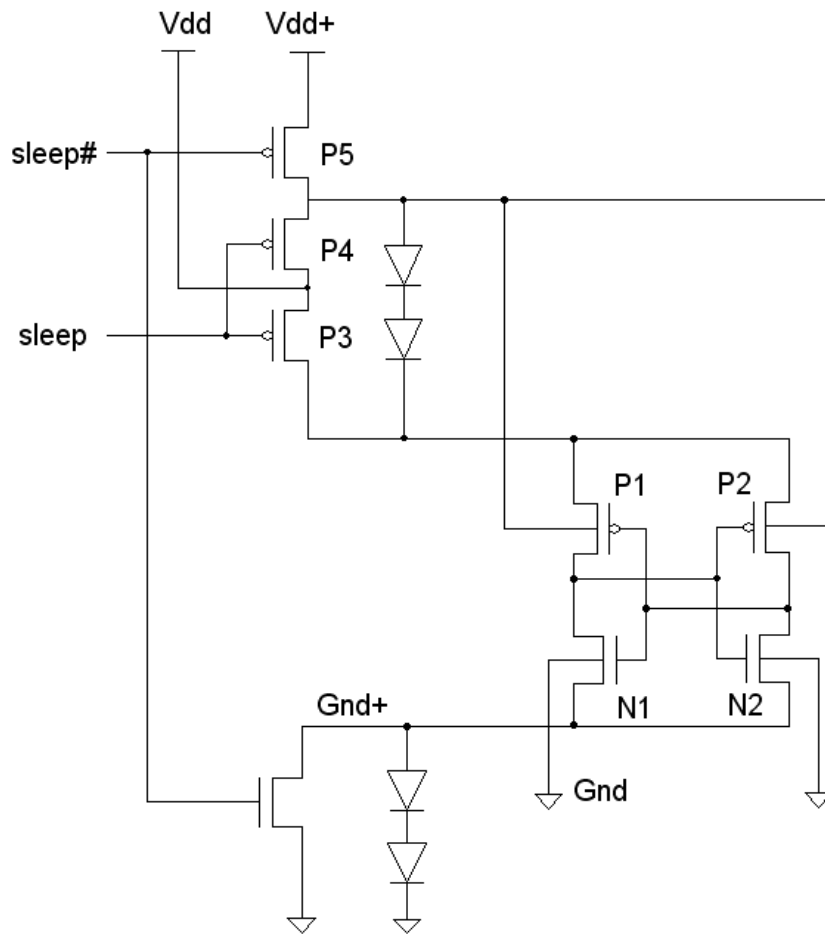 Vdd Vdd+
sleep# P5
P4
sleep P3
P1 P2
Gnd+ N1 N2
Gnd